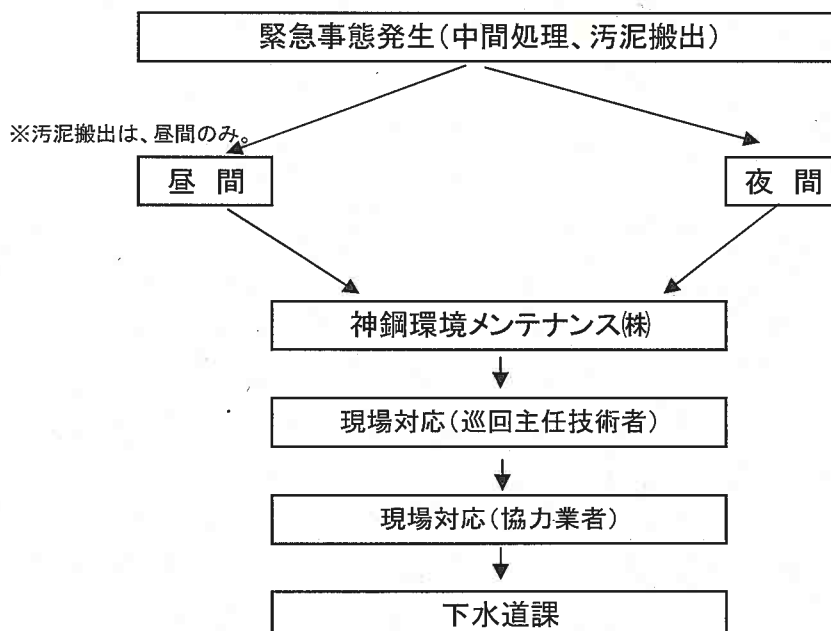 緊急事態発生(中間処理、汚泥搬出)
※汚泥搬出は、昼間のみ。
昼 間
夜 間
神鋼環境メンテナンス㈱
現場対応(巡回主任技術者)
現場対応(協力業者)
下水道課